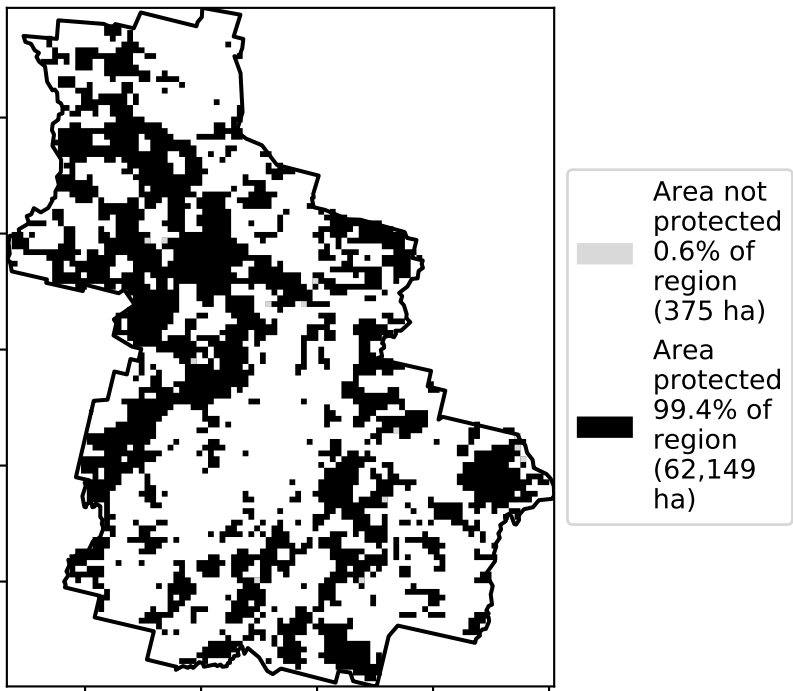 Area not
protected
0.6% of
region
(375 ha)
Area
protected
99.4% of
region
(62,149
ha)